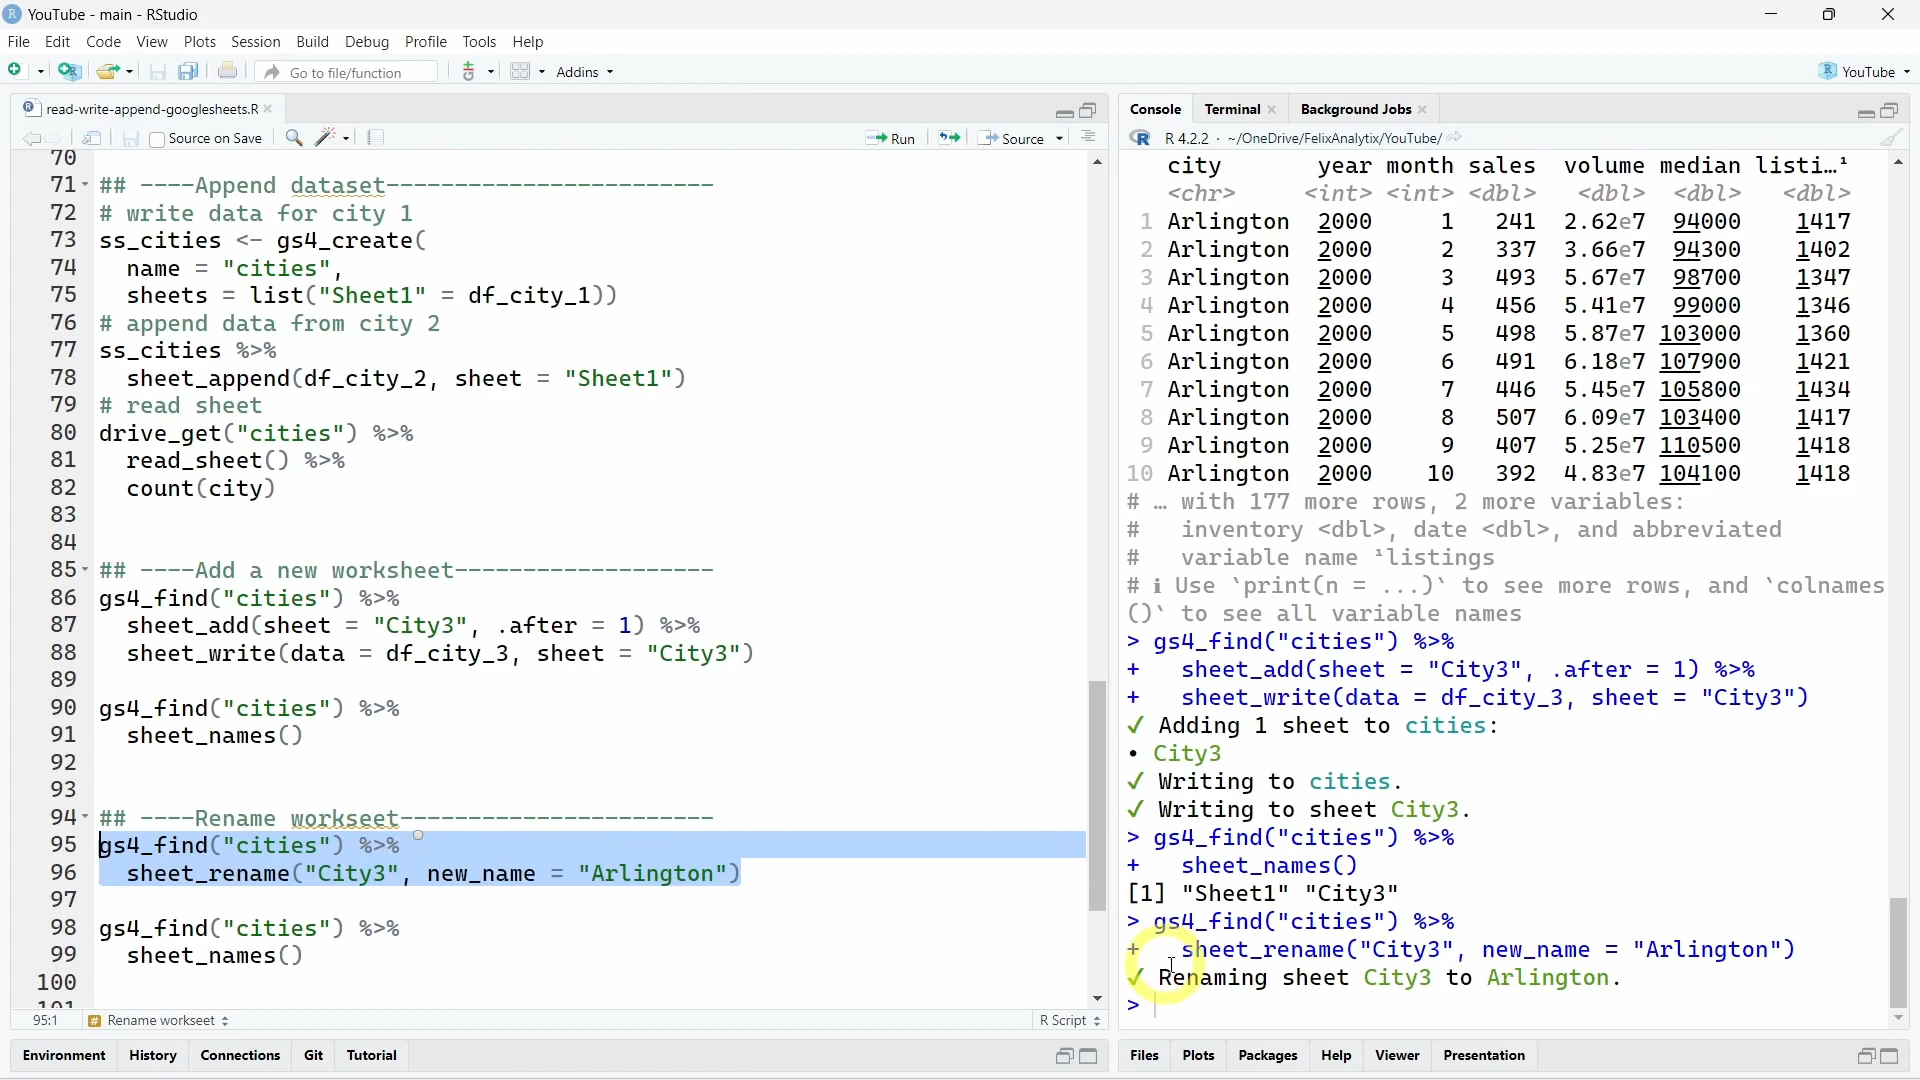 YouTube - main - RStudio
File Edit Code View Plots Session Build Debug Profile Tools Help
Go to file/function Addins YouTube
read-write-append-googlesheets.R
Source on Save Run Source
70
71 ## ----Append dataset------------------------
72 # write data for city 1
73 ss_cities <- gs4_create(
74 name = "cities",
75 sheets = list("Sheet1" = df_city_1))
76 # append data from city 2
77 ss_cities %>%
78 sheet_append(df_city_2, sheet = "Sheet1")
79 # read sheet
80 drive_get("cities") %>%
81 read_sheet() %>%
82 count(city)
83
84
85 ## ----Add a new worksheet-------------------
86 gs4_find("cities") %>%
87 sheet_add(sheet = "City3", .after = 1) %>%
88 sheet_write(data = df_city_3, sheet = "City3")
89
90 gs4_find("cities") %>%
91 sheet_names()
92
93
94 ## ----Rename workseet-----------------------
95 gs4_find("cities") %>%
96 sheet_rename("City3", new_name = "Arlington")
97
98 gs4_find("cities") %>%
99 sheet_names()
100
101
95:1 # Rename workseet R Script
Environment History Connections Git Tutorial
Console Terminal Background Jobs
R 4.2.2 · ~/OneDrive/FelixAnalytix/YouTube/
city year month sales volume median listi…¹
<chr> <int> <int> <dbl> <dbl> <dbl> <dbl>
1 Arlington 2000 1 241 2.62e7 94000 1417
2 Arlington 2000 2 337 3.66e7 94300 1402
3 Arlington 2000 3 493 5.67e7 98700 1347
4 Arlington 2000 4 456 5.41e7 99000 1346
5 Arlington 2000 5 498 5.87e7 103000 1360
6 Arlington 2000 6 491 6.18e7 107900 1421
7 Arlington 2000 7 446 5.45e7 105800 1434
8 Arlington 2000 8 507 6.09e7 103400 1417
9 Arlington 2000 9 407 5.25e7 110500 1418
10 Arlington 2000 10 392 4.83e7 104100 1418
# … with 177 more rows, 2 more variables:
# inventory <dbl>, date <dbl>, and abbreviated
# variable name ¹listings
# ℹ Use `print(n = ...)` to see more rows, and `colnames
()` to see all variable names
> gs4_find("cities") %>%
+ sheet_add(sheet = "City3", .after = 1) %>%
+ sheet_write(data = df_city_3, sheet = "City3")
✓ Adding 1 sheet to cities:
• City3
✓ Writing to cities.
✓ Writing to sheet City3.
> gs4_find("cities") %>%
+ sheet_names()
[1] "Sheet1" "City3"
> gs4_find("cities") %>%
+ sheet_rename("City3", new_name = "Arlington")
✓ Renaming sheet City3 to Arlington.
>
Files Plots Packages Help Viewer Presentation